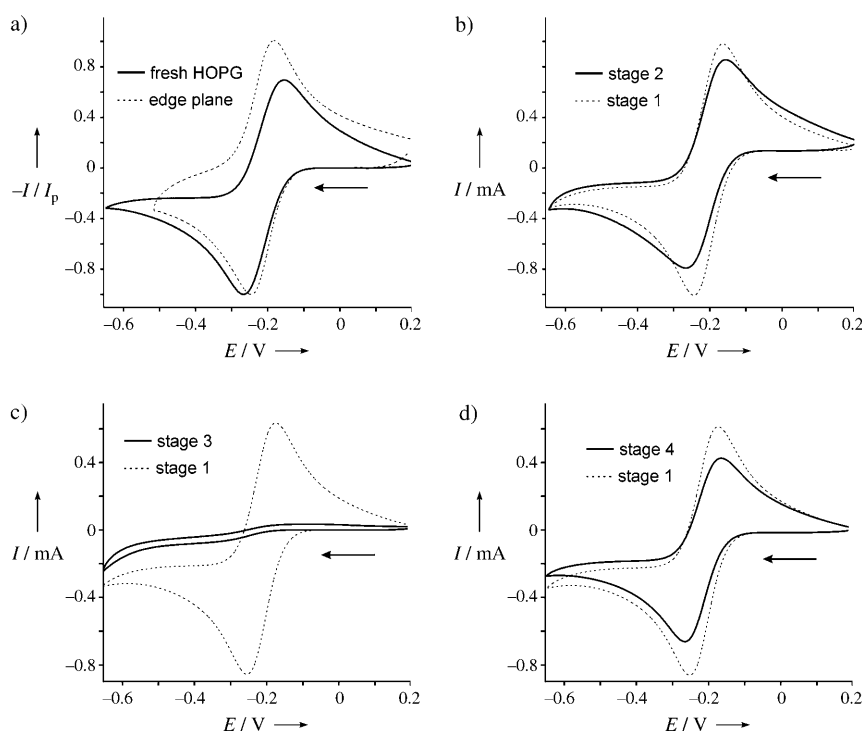 a)
fresh HOPG
edge plane
0.8
0.4
0
–0.4
–0.8
–I / Ip
–0.6 –0.4 –0.2 0 0.2
E / V
b)
stage 2
stage 1
0.8
0.4
0
–0.4
–0.8
I / mA
–0.6 –0.4 –0.2 0 0.2
E / V
c)
stage 3
stage 1
0.4
0
–0.4
–0.8
I / mA
–0.6 –0.4 –0.2 0 0.2
E / V
d)
stage 4
stage 1
0.4
0
–0.4
–0.8
I / mA
–0.6 –0.4 –0.2 0 0.2
E / V